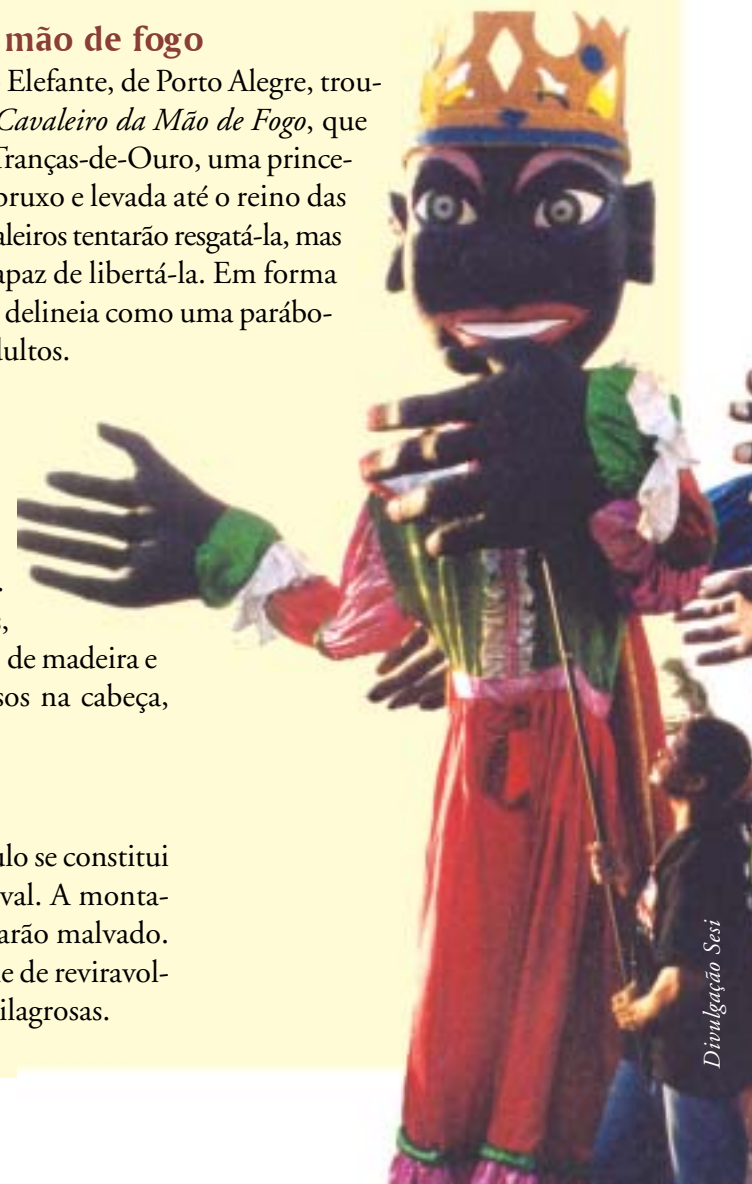 mão de fogo
Elefante, de Porto Alegre, trou-
Cavaleiro da Mão de Fogo, que
Tranças-de-Ouro, uma prince-
bruxo e levada até o reino das
aleiros tentarão resgatá-la, mas
apaz de libertá-la. Em forma
delineia como uma parábo-
dultos.
.
,
de madeira e
sos na cabeça,
ulo se constitui
val. A monta-
arão malvado.
e de reviravol-
ilagrosas.
Divulgação Sesi